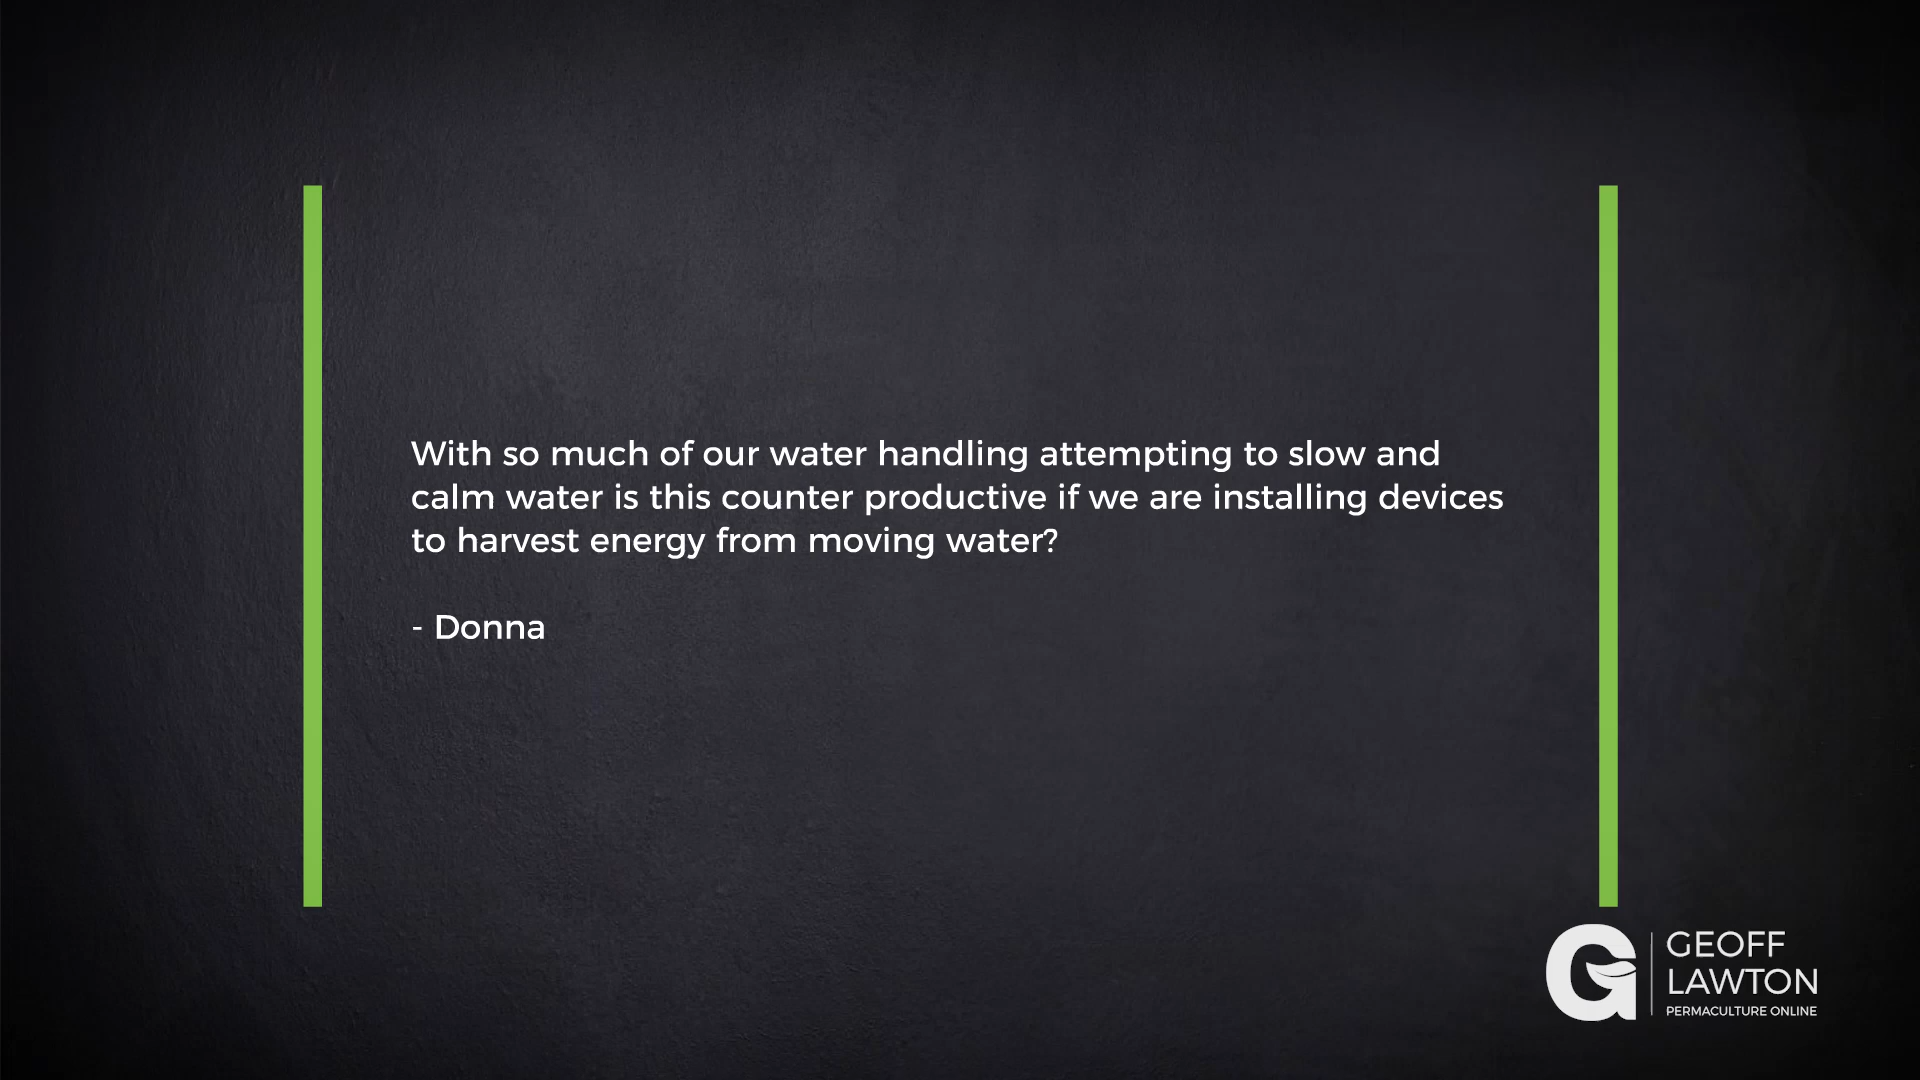 With so much of our water handling attempting to slow and
calm water is this counter productive if we are installing devices
to harvest energy from moving water?
- Donna
GEOFF
LAWTON
PERMACULTURE ONLINE